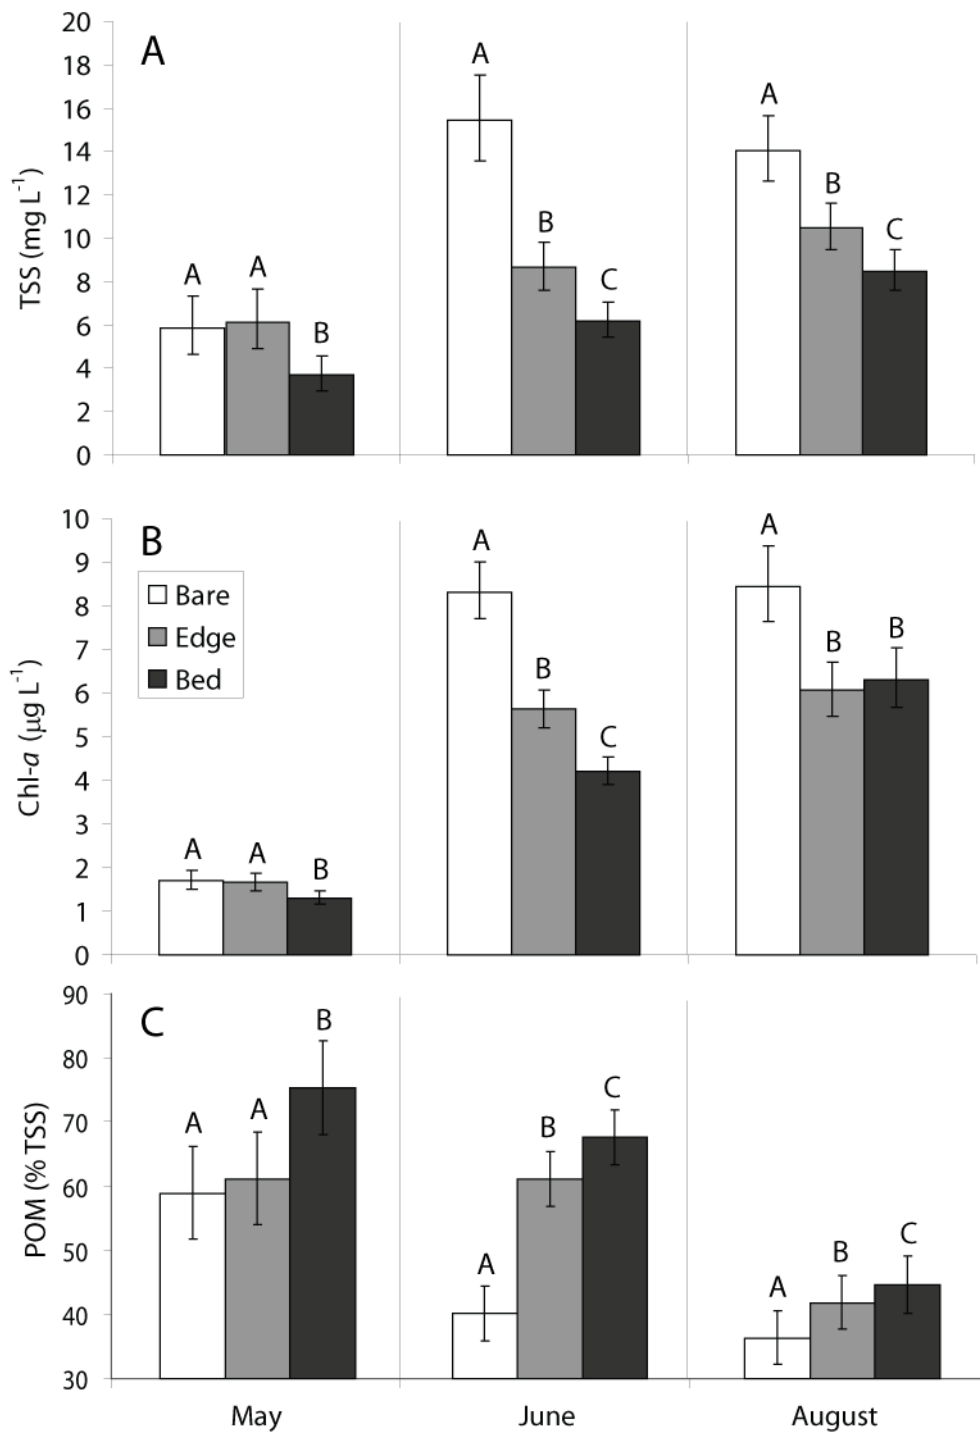 A
TSS (mg L⁻¹)
20
18
16
14
12
10
8
6
4
2
0
A A B
A B C
A B C
B
Chl-a (µg L⁻¹)
10
9
8
7
6
5
4
3
2
1
0
Bare
Edge
Bed
A A B
A B C
A B B
C
POM (% TSS)
90
80
70
60
50
40
30
A A B
A B C
A B C
May June August